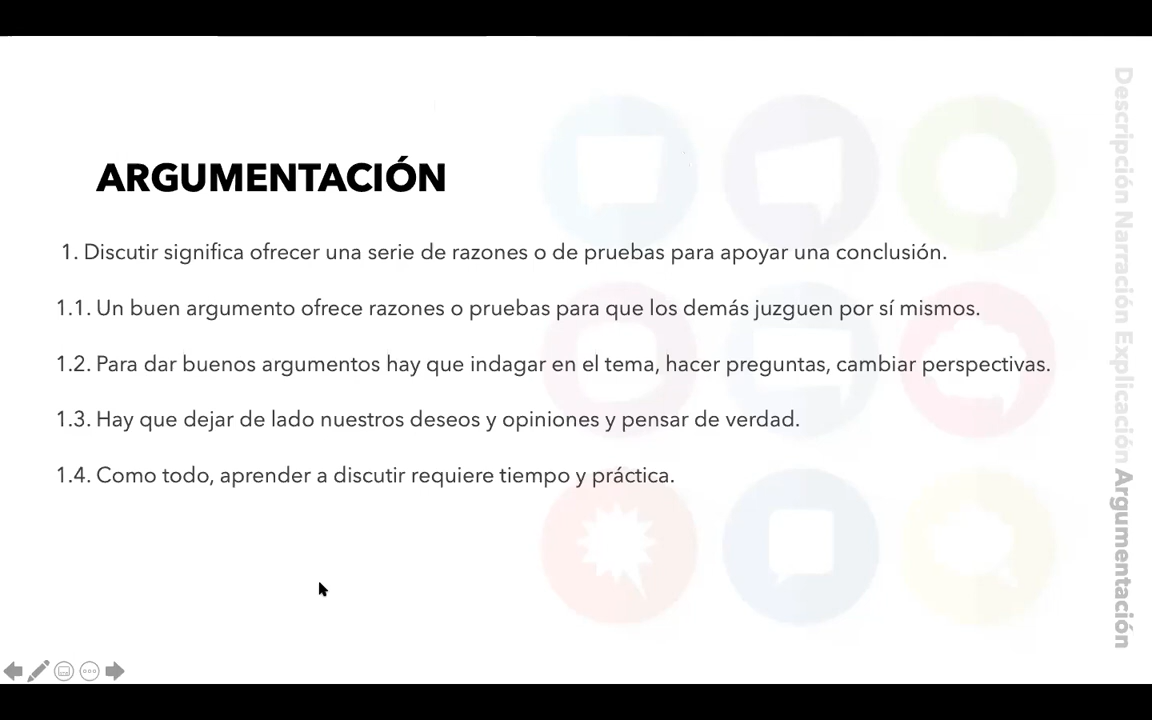 ARGUMENTACIÓN
1. Discutir significa ofrecer una serie de razones o de pruebas para apoyar una conclusión.
1.1. Un buen argumento ofrece razones o pruebas para que los demás juzguen por sí mismos.
1.2. Para dar buenos argumentos hay que indagar en el tema, hacer preguntas, cambiar perspectivas.
1.3. Hay que dejar de lado nuestros deseos y opiniones y pensar de verdad.
1.4. Como todo, aprender a discutir requiere tiempo y práctica.
Descripción Narración Explicación Argumentación